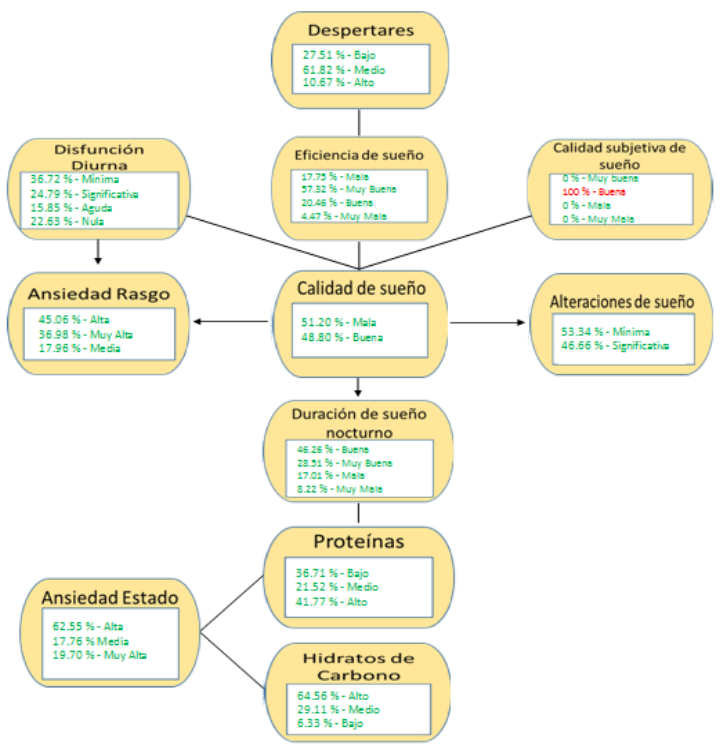 Despertares
27.51 % - Bajo
61.82 % - Medio
10.67 % - Alto
Disfunción
Diurna
36.72 % - Mínima
24.79 % - Significativa
15.85 % - Aguda
22.63 % - Nula
Eficiencia de sueño
17.75 % - Mala
57.32 % - Muy Buena
20.46 % - Buena
4.47 % - Muy Mala
Calidad subjetiva de
sueño
0 % - Muy buena
100 % - Buena
0 % - Mala
0 % - Muy Mala
Ansiedad Rasgo
45.06 % - Alta
36.98 % - Muy Alta
17.96 % - Media
Calidad de sueño
51.20 % - Mala
48.80 % - Buena
Alteraciones de sueño
53.34 % - Mínima
46.66 % - Significativa
Duración de sueño
nocturno
46.26 % - Buena
28.51 % - Muy Buena
17.01 % - Mala
8.22 % - Muy Mala
Proteínas
36.71 % - Bajo
21.52 % - Medio
41.77 % - Alto
Ansiedad Estado
62.55 % - Alta
17.76 % Media
19.70 % - Muy Alta
Hidratos de
Carbono
64.56 % - Alto
29.11 % - Medio
6.33 % - Bajo